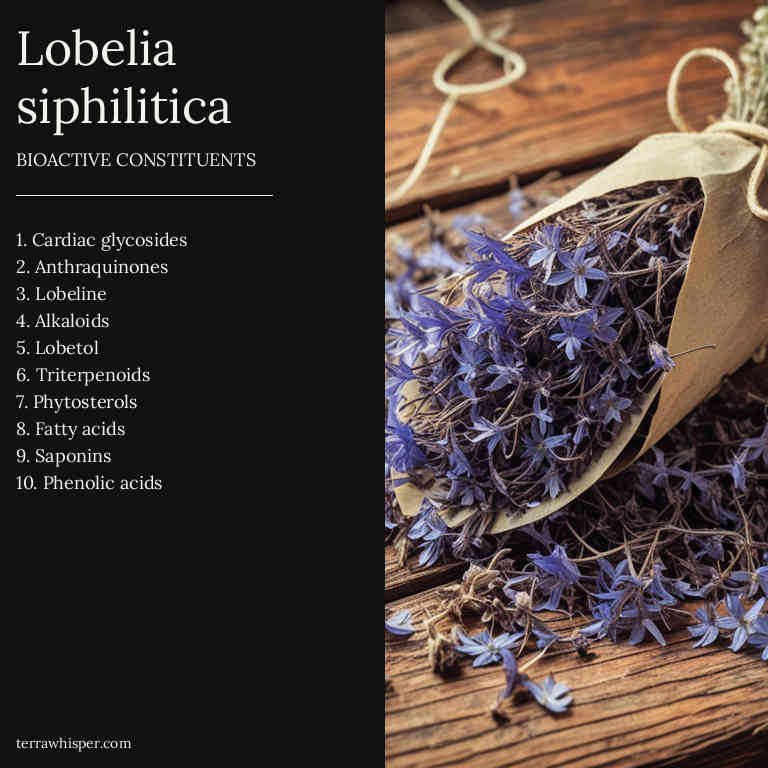 Lobelia
siphilitica
BIOACTIVE CONSTITUENTS
1. Cardiac glycosides
2. Anthraquinones
3. Lobeline
4. Alkaloids
5. Lobetol
6. Triterpenoids
7. Phytosterols
8. Fatty acids
9. Saponins
10. Phenolic acids
terrawhisper.com